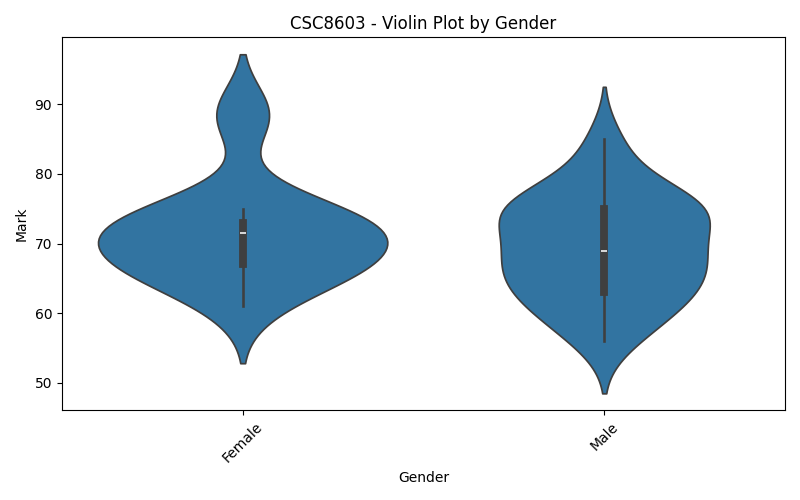 CSC8603 - Violin Plot by Gender
Mark
90
80
70
60
50
Female
Male
Gender